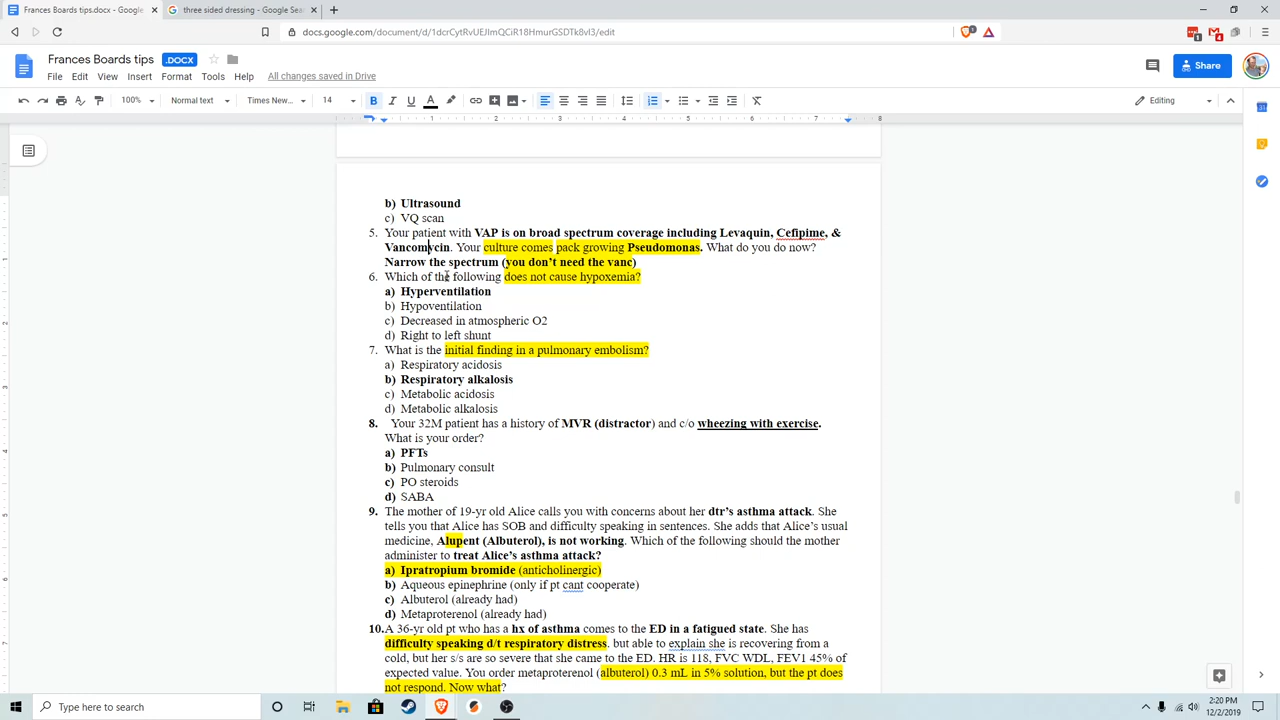 Frances Boards tips.docx - Google
three sided dressing - Google Sea
docs.google.com/document/d/1dcrCytRvUEJImQCiR18HmurGSDTk8vl3/edit
Frances Boards tips .DOCX
File Edit View Insert Format Tools Help All changes saved in Drive
Share
100% Normal text Times New... 14 B I U A Editing
1 2 3 4 5 6 7 8
b) Ultrasound
c) VQ scan
5. Your patient with VAP is on broad spectrum coverage including Levaquin, Cefipime, &
Vancomycin. Your culture comes pack growing Pseudomonas. What do you do now?
Narrow the spectrum (you don't need the vanc)
6. Which of the following does not cause hypoxemia?
a) Hyperventilation
b) Hypoventilation
c) Decreased in atmospheric O2
d) Right to left shunt
7. What is the initial finding in a pulmonary embolism?
a) Respiratory acidosis
b) Respiratory alkalosis
c) Metabolic acidosis
d) Metabolic alkalosis
8. Your 32M patient has a history of MVR (distractor) and c/o wheezing with exercise.
What is your order?
a) PFTs
b) Pulmonary consult
c) PO steroids
d) SABA
9. The mother of 19-yr old Alice calls you with concerns about her dtr's asthma attack. She
tells you that Alice has SOB and difficulty speaking in sentences. She adds that Alice's usual
medicine, Alupent (Albuterol), is not working. Which of the following should the mother
administer to treat Alice's asthma attack?
a) Ipratropium bromide (anticholinergic)
b) Aqueous epinephrine (only if pt cant cooperate)
c) Albuterol (already had)
d) Metaproterenol (already had)
10. A 36-yr old pt who has a hx of asthma comes to the ED in a fatigued state. She has
difficulty speaking d/t respiratory distress. but able to explain she is recovering from a
cold, but her s/s are so severe that she came to the ED. HR is 118, FVC WDL, FEV1 45% of
expected value. You order metaproterenol (albuterol) 0.3 mL in 5% solution, but the pt does
not respond. Now what?
Type here to search
2:20 PM
12/2/2019